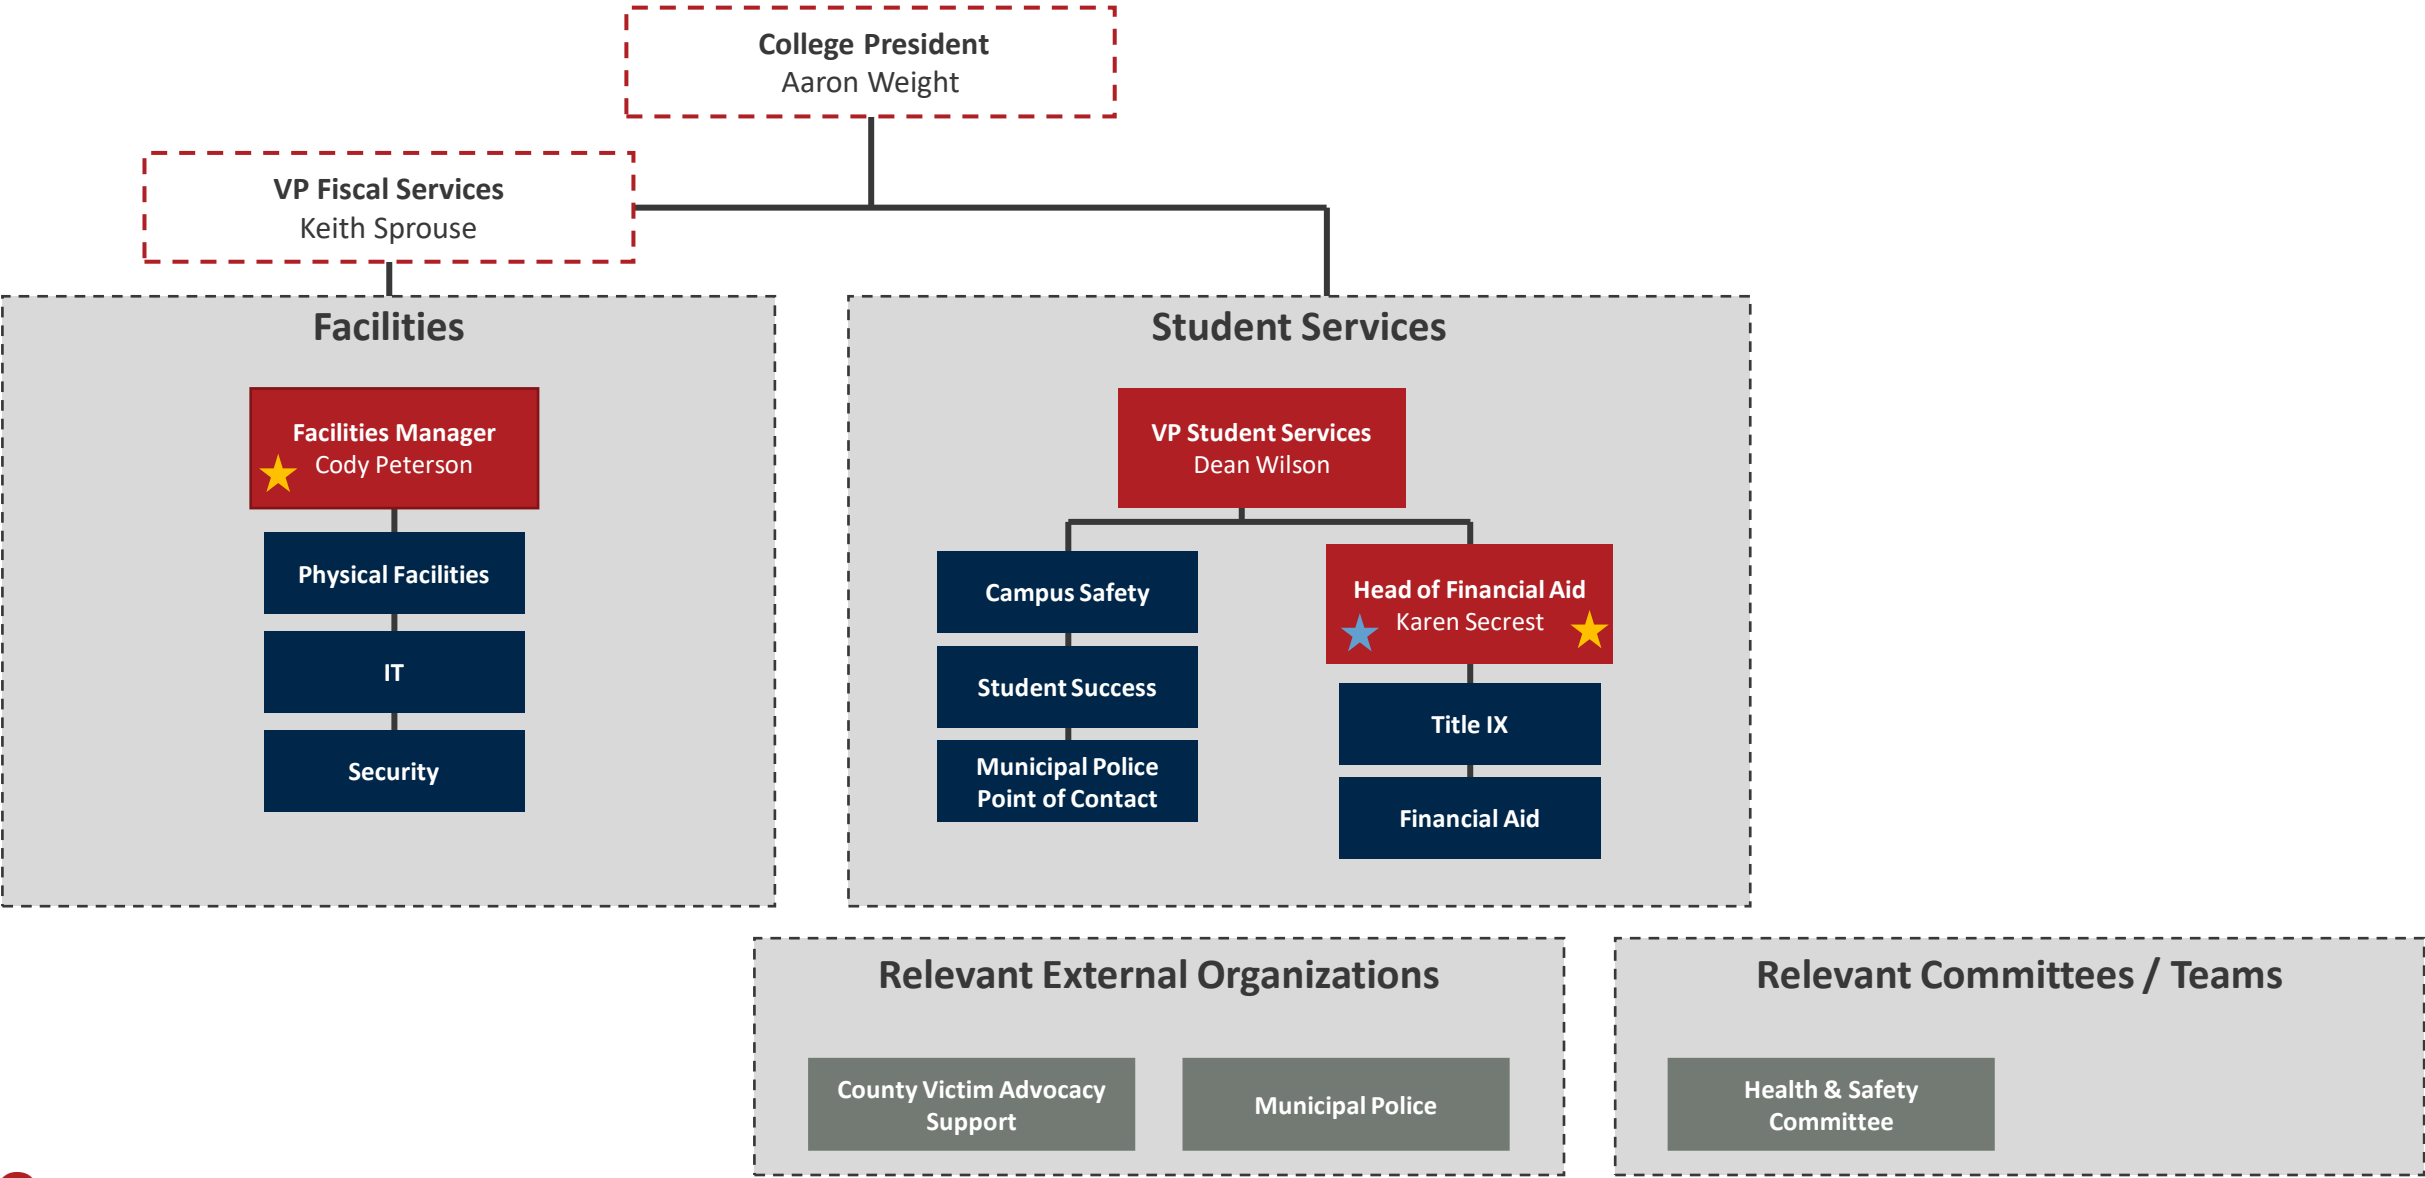 College President
Aaron Weight
VP Fiscal Services
Keith Sprouse
Facilities
Facilities Manager
Cody Peterson
Physical Facilities
IT
Security
Student Services
VP Student Services
Dean Wilson
Campus Safety
Student Success
Municipal Police
Point of Contact
Head of Financial Aid
Karen Secrest
Title IX
Financial Aid
Relevant External Organizations
County Victim Advocacy
Support
Municipal Police
Relevant Committees / Teams
Health & Safety
Committee